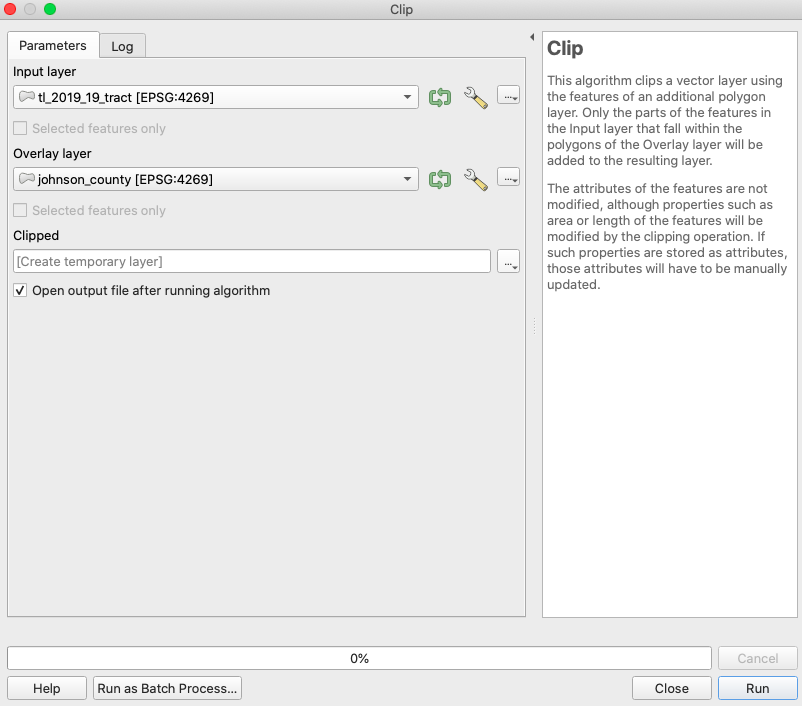 Clip
Parameters
Log
Input layer
tl_2019_19_tract [EPSG:4269]
...
Selected features only
Overlay layer
johnson_county [EPSG:4269]
...
Selected features only
Clipped
[Create temporary layer]
...
Open output file after running algorithm
Clip
This algorithm clips a vector layer using
the features of an additional polygon
layer. Only the parts of the features in
the Input layer that fall within the
polygons of the Overlay layer will be
added to the resulting layer.
The attributes of the features are not
modified, although properties such as
area or length of the features will be
modified by the clipping operation. If
such properties are stored as attributes,
those attributes will have to be manually
updated.
0%
Cancel
Help
Run as Batch Process...
Close
Run